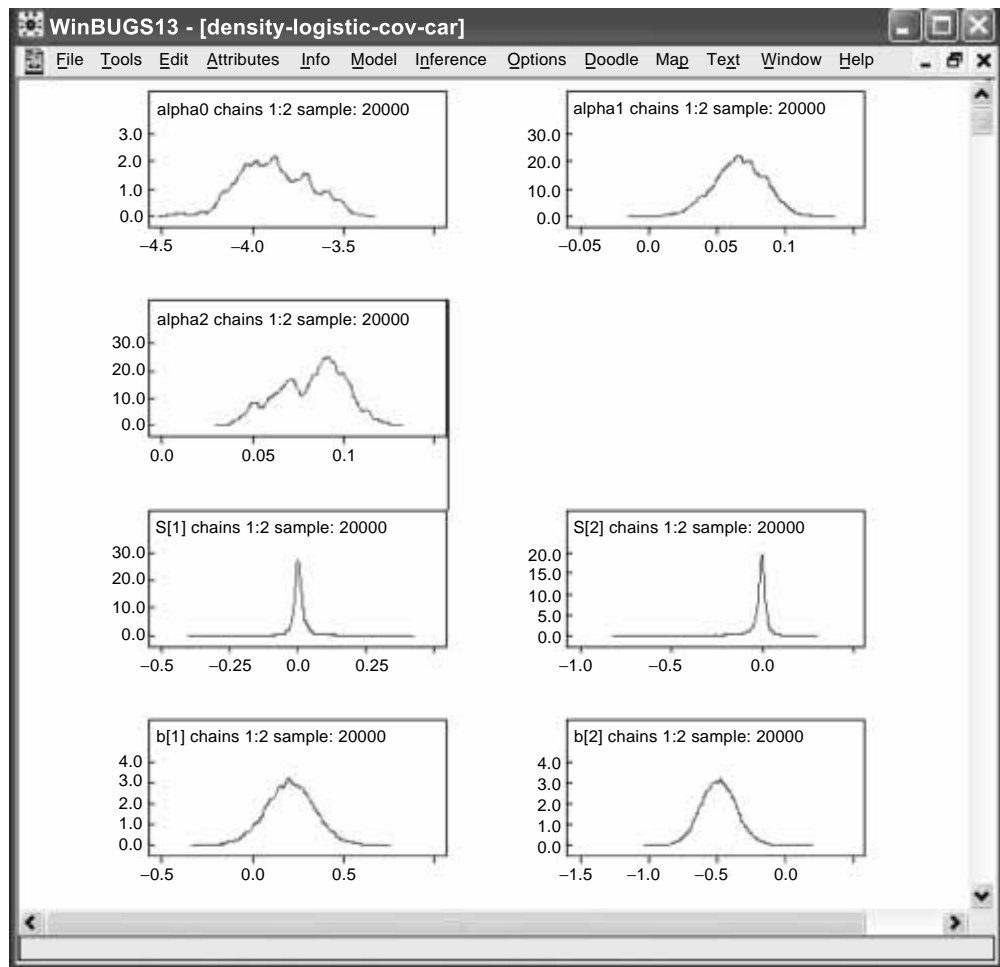 WinBUGS13 - [density-logistic-cov-car]
File Tools Edit Attributes Info Model Inference Options Doodle Map Text Window Help
alpha0 chains 1:2 sample: 20000
3.0
2.0
1.0
0.0
−4.5 −4.0 −3.5
alpha1 chains 1:2 sample: 20000
30.0
20.0
10.0
0.0
−0.05 0.0 0.05 0.1
alpha2 chains 1:2 sample: 20000
30.0
20.0
10.0
0.0
0.0 0.05 0.1
S[1] chains 1:2 sample: 20000
30.0
20.0
10.0
0.0
−0.5 −0.25 0.0 0.25
S[2] chains 1:2 sample: 20000
20.0
15.0
10.0
5.0
0.0
−1.0 −0.5 0.0
b[1] chains 1:2 sample: 20000
4.0
3.0
2.0
1.0
0.0
−0.5 0.0 0.5
b[2] chains 1:2 sample: 20000
4.0
3.0
2.0
1.0
0.0
−1.5 −1.0 −0.5 0.0